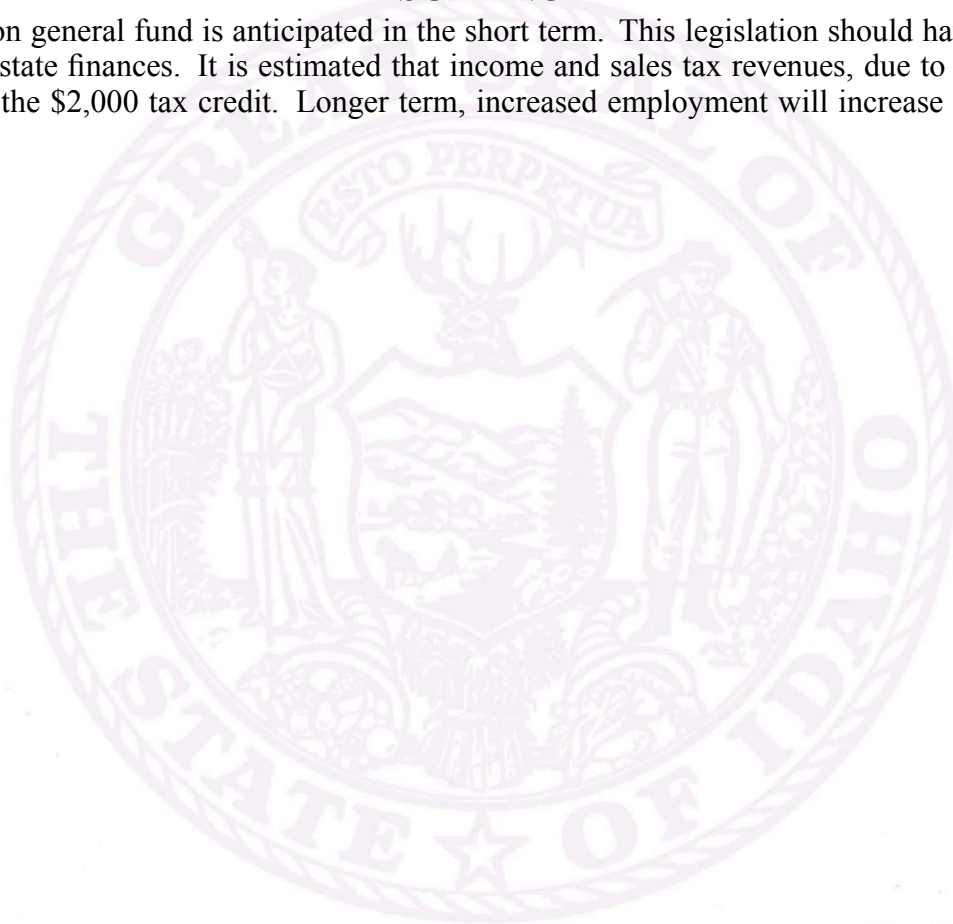 on general fund is anticipated in the short term. This legislation should ha
state finances. It is estimated that income and sales tax revenues, due to
the $2,000 tax credit. Longer term, increased employment will increase
GREAT SEAL OF
ESTO PERPETUA
THE STATE OF IDAHO